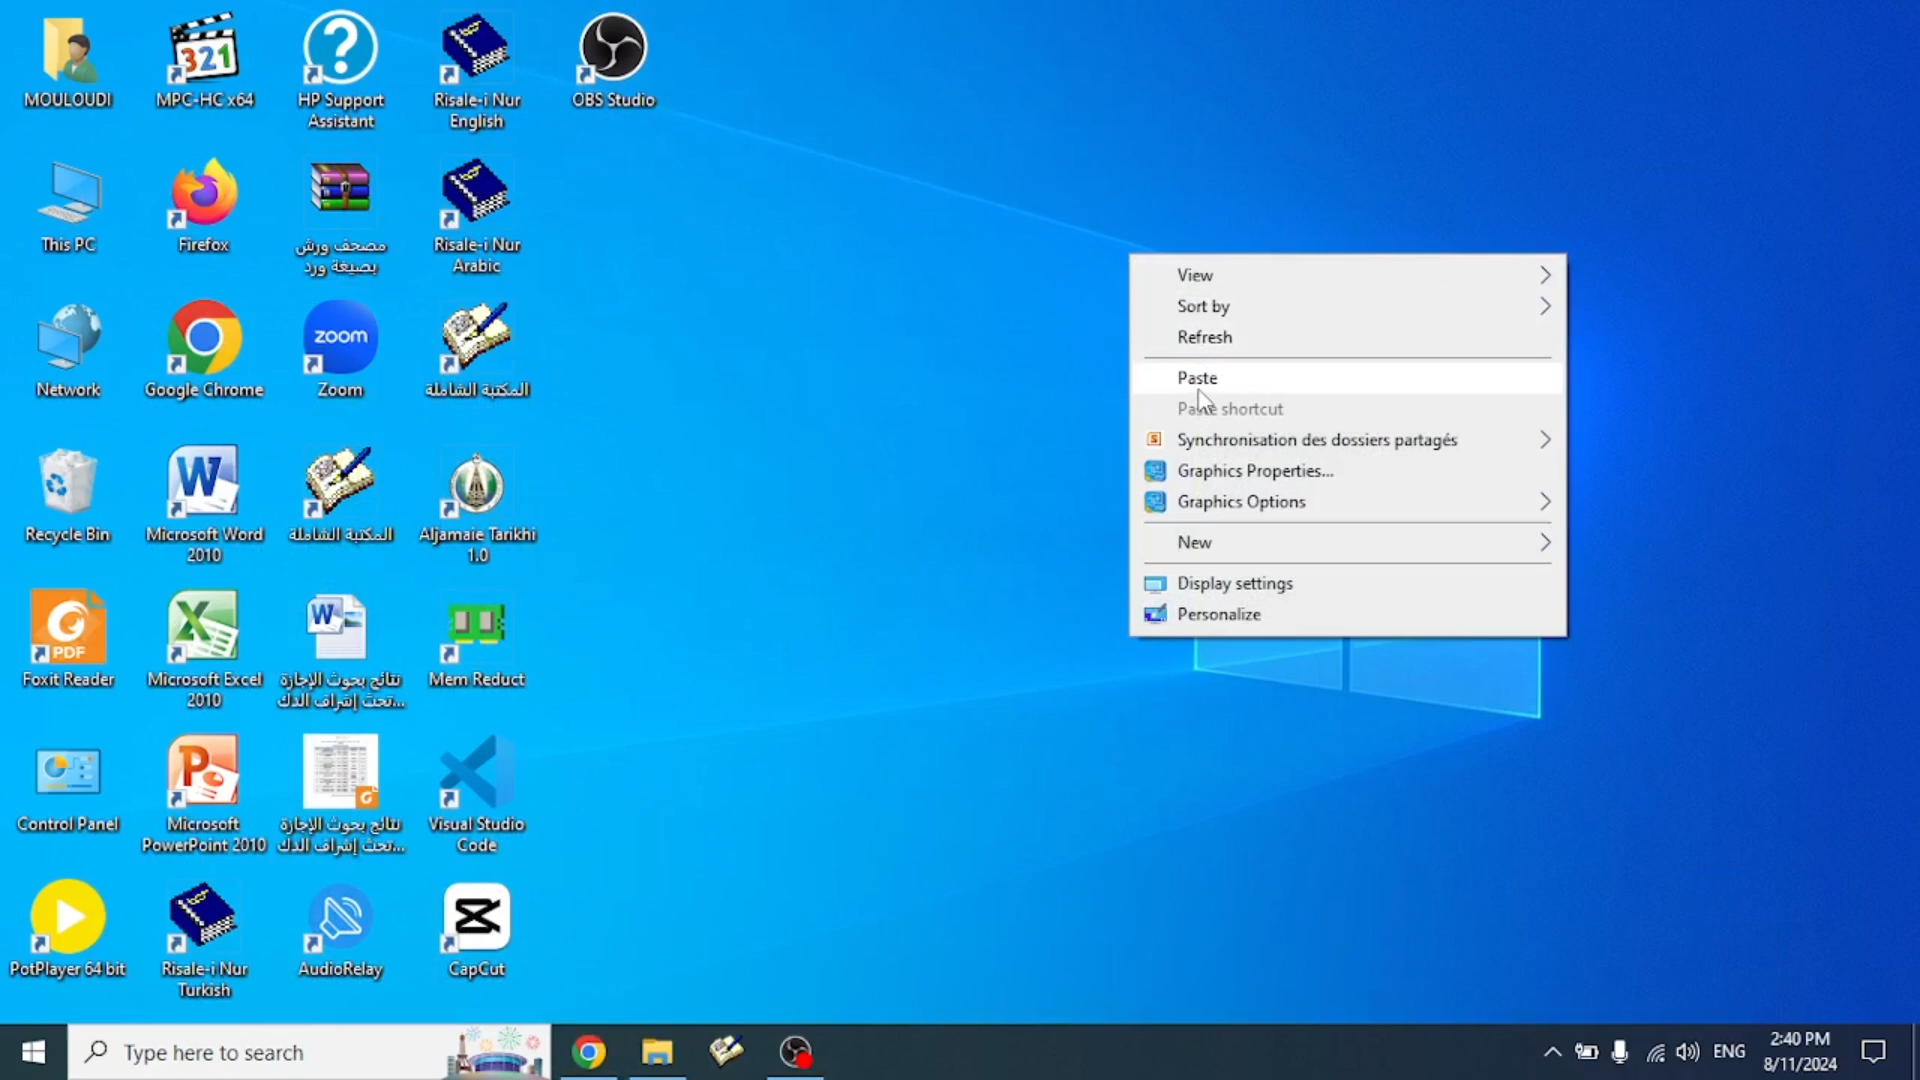 MOULOUDI
MPC-HC x64
321
HP Support
Assistant
Risale-i Nur
English
OBS Studio
This PC
Firefox
مصحف ورش
بصيغة ورد
Risale-i Nur
Arabic
Network
Google Chrome
zoom
Zoom
المكتبة الشاملة
Recycle Bin
Microsoft Word
2010
المكتبة الشاملة
Aljamaie Tarikhi
1.0
PDF
Foxit Reader
Microsoft Excel
2010
نتائج بحوث الإجازة
تحث إشراف الدك...
Mem Reduct
Control Panel
Microsoft
PowerPoint 2010
نتائج بحوث الإجازة
تحث إشراف الدك...
Visual Studio
Code
PotPlayer 64 bit
Risale-i Nur
Turkish
AudioRelay
CapCut
View
Sort by
Refresh
Paste
Paste shortcut
Synchronisation des dossiers partagés
Graphics Properties...
Graphics Options
New
Display settings
Personalize
Type here to search
ENG
2:40 PM
8/11/2024